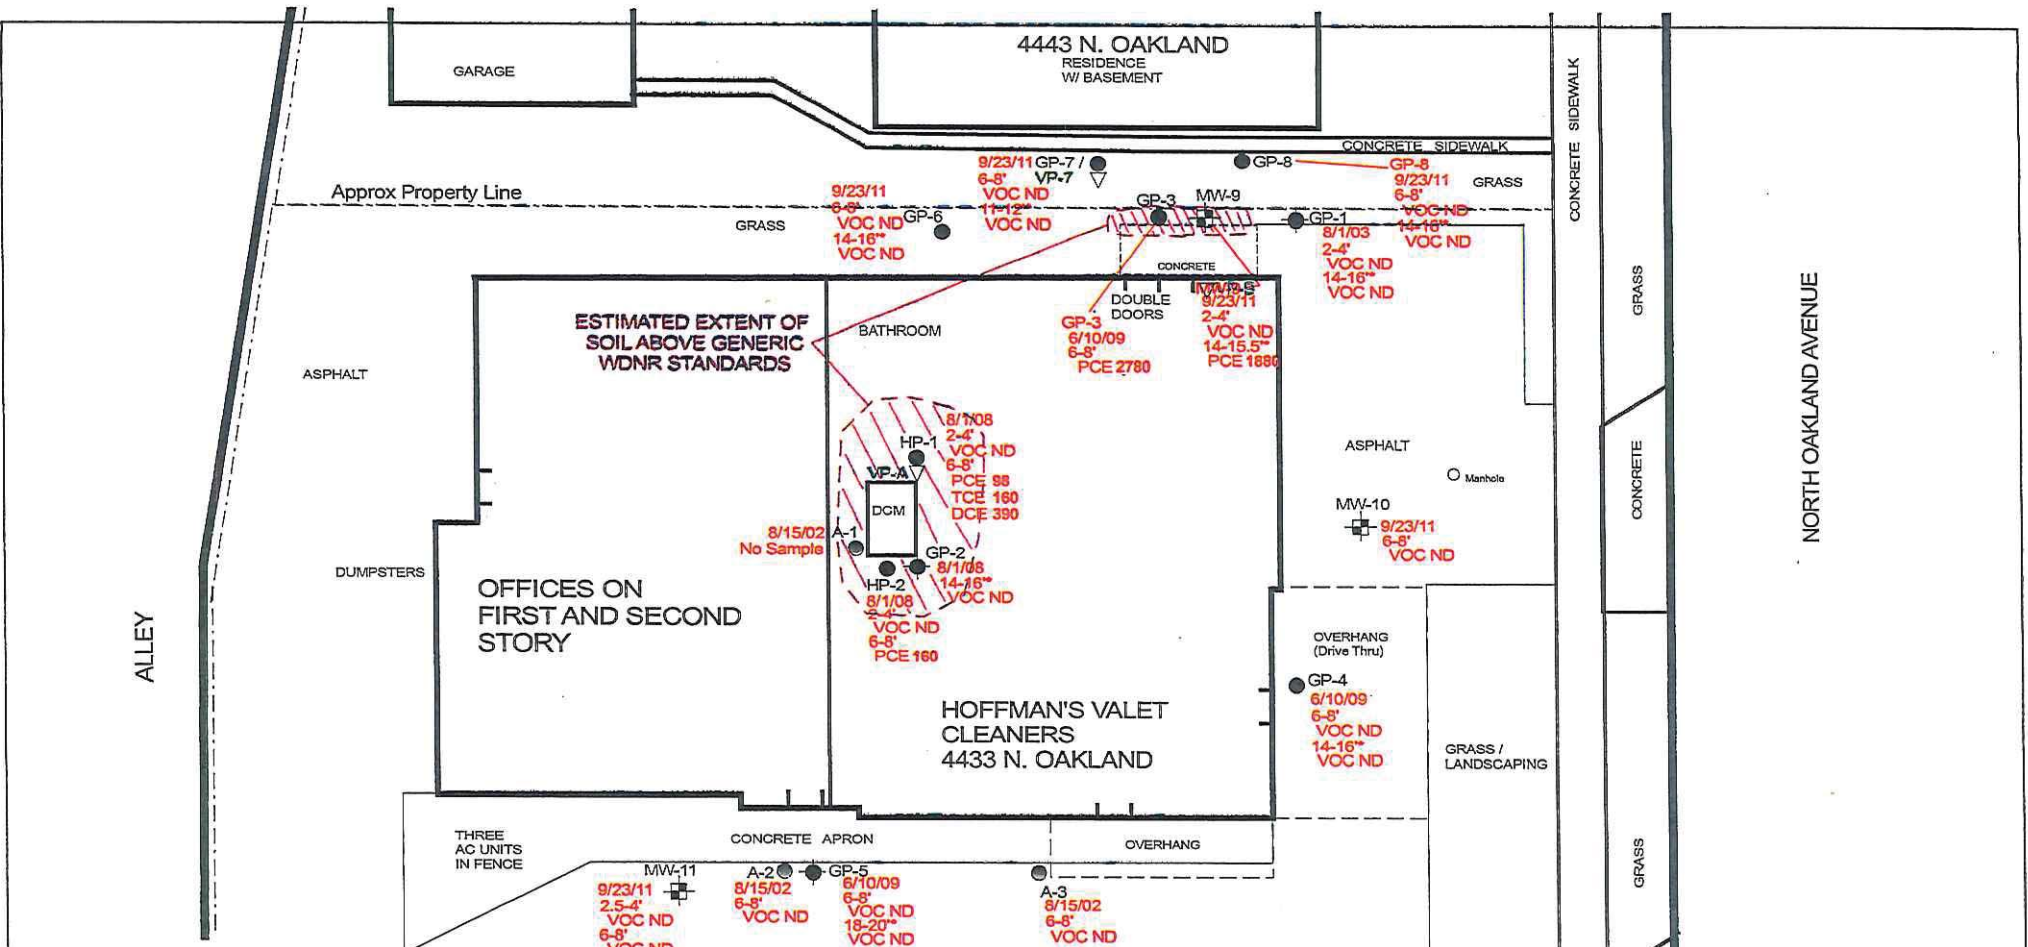 4443 N. OAKLAND
RESIDENCE
W/ BASEMENT
GARAGE
CONCRETE SIDEWALK
CONCRETE SIDEWALK
Approx Property Line
9/23/11
6-8'
VOC ND
14-16'*
VOC ND
GP-6
GRASS
9/23/11
6-8'
VOC ND
11-12'*
VOC ND
GP-7 /
VP-7
GP-8
GP-8
9/23/11
6-8'
VOC ND
14-16'*
VOC ND
GRASS
GP-3
MW-9
GP-1
8/1/03
2-4'
VOC ND
14-16'*
VOC ND
CONCRETE
DOUBLE
DOORS
9/23/11
2-4'
VOC ND
14-15.5'*
PCE 1880
GP-3
6/10/09
6-8'
PCE 2780
ESTIMATED EXTENT OF
SOIL ABOVE GENERIC
WDNR STANDARDS
BATHROOM
ASPHALT
GRASS
NORTH OAKLAND AVENUE
HP-1
8/1/08
2-4'
VOC ND
6-8'
PCE 98
TCE 160
DCE 390
VP-A
DCM
8/15/02
No Sample
A-1
GP-2
8/1/08
14-16'*
VOC ND
HP-2
8/1/08
2-4'
VOC ND
6-8'
PCE 160
ASPHALT
Manhole
MW-10
9/23/11
6-8'
VOC ND
CONCRETE
DUMPSTERS
ALLEY
OFFICES ON
FIRST AND SECOND
STORY
OVERHANG
(Drive Thru)
GP-4
6/10/09
6-8'
VOC ND
14-16'*
VOC ND
HOFFMAN'S VALET
CLEANERS
4433 N. OAKLAND
GRASS /
LANDSCAPING
GRASS
THREE
AC UNITS
IN FENCE
CONCRETE APRON
OVERHANG
MW-11
9/23/11
2.5-4'
VOC ND
6-8'
VOC ND
A-2
8/15/02
6-8'
VOC ND
GP-5
6/10/09
6-8'
VOC ND
18-20'*
VOC ND
A-3
8/15/02
6-8'
VOC ND